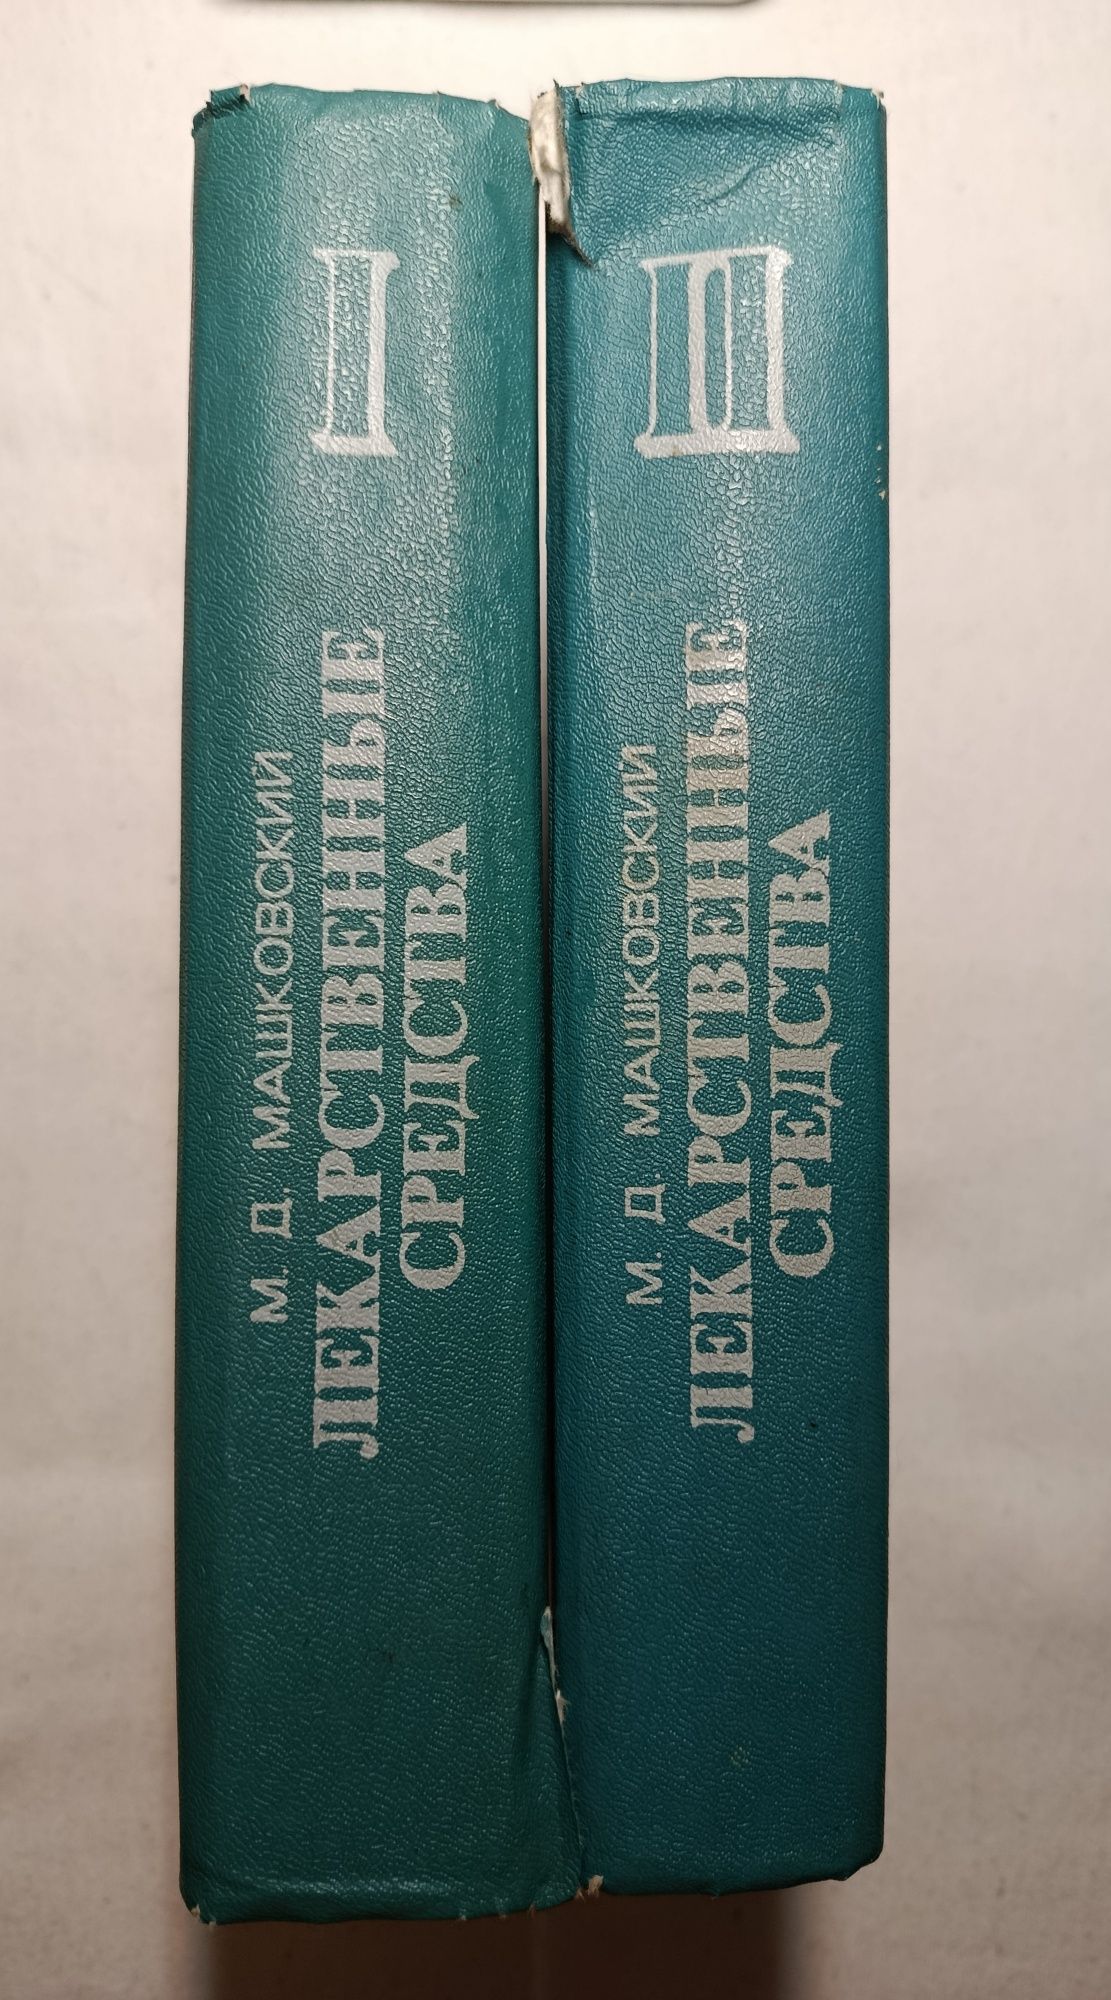 I
М. Д. МАШКОВСКИЙ
ЛЕКАРСТВЕННЫЕ
СРЕДСТВА
II
М. Д. МАШКОВСКИЙ
ЛЕКАРСТВЕННЫЕ
СРЕДСТВА